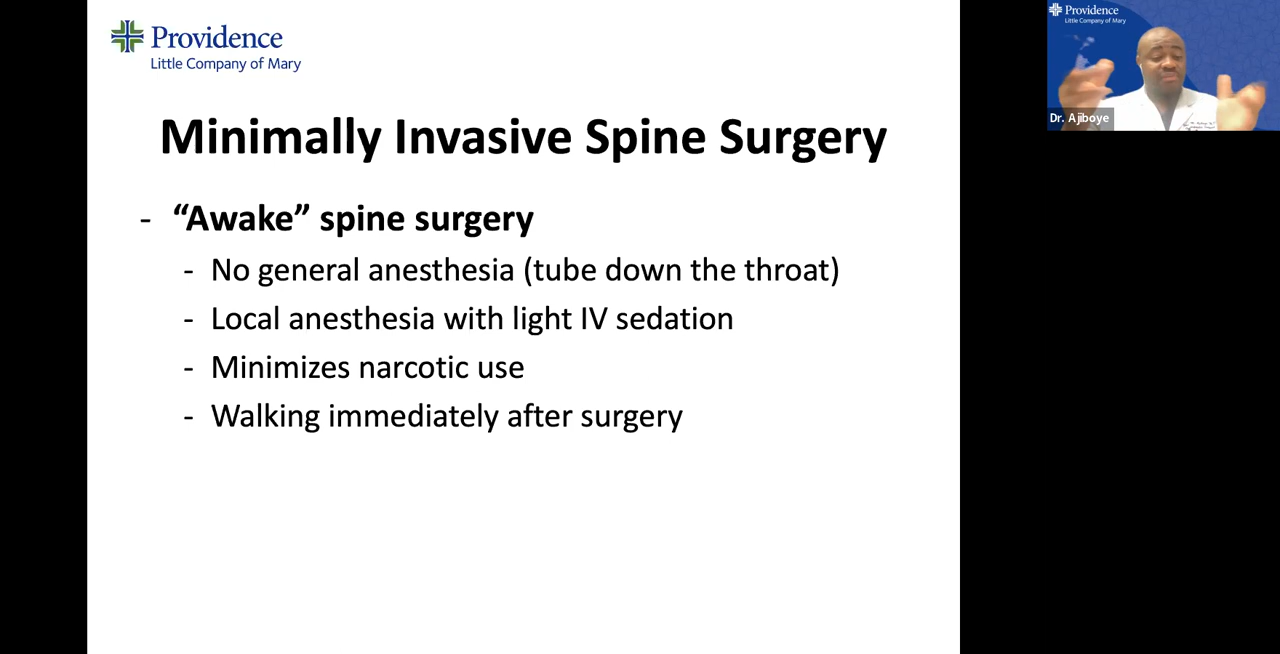 Providence
Little Company of Mary
Minimally Invasive Spine Surgery
- “Awake” spine surgery
- No general anesthesia (tube down the throat)
- Local anesthesia with light IV sedation
- Minimizes narcotic use
- Walking immediately after surgery
Providence
Little Company of Mary
Dr. Ajiboye